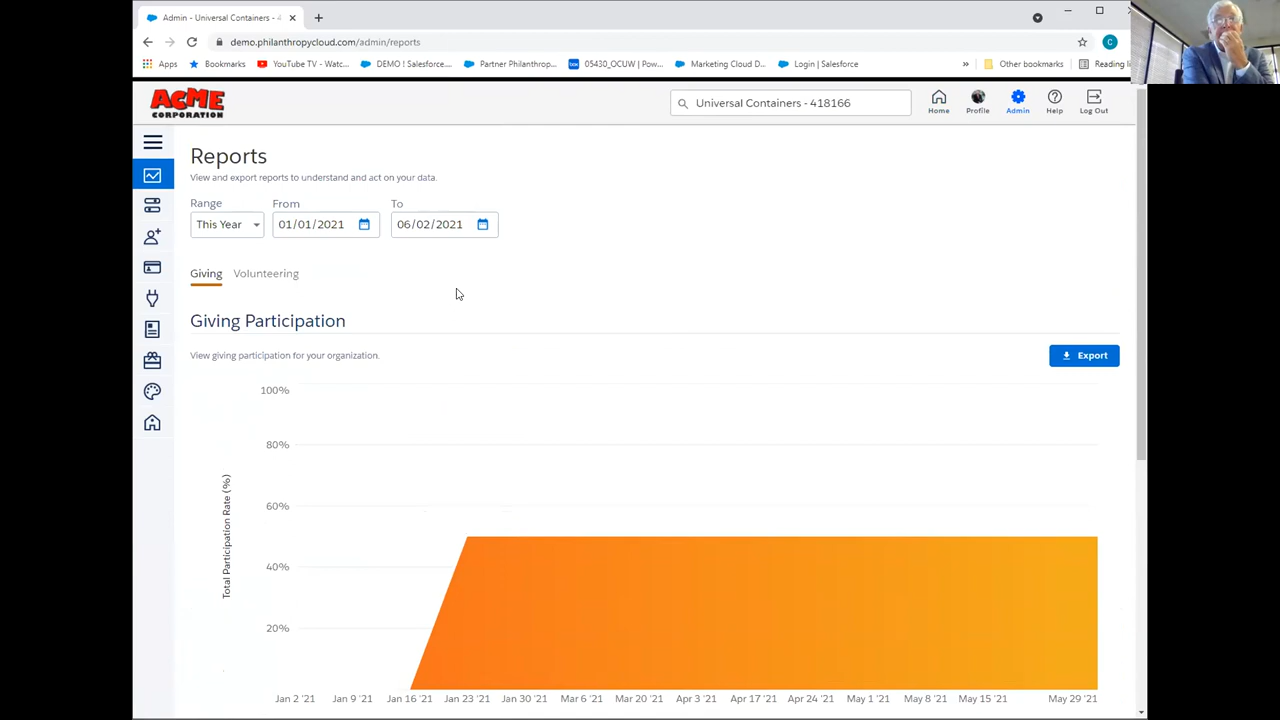 Admin - Universal Containers - 4
demo.philanthropycloud.com/admin/reports
Apps
Bookmarks
YouTube TV - Watc...
DEMO ! Salesforce....
Partner Philanthrop...
05430_OCUW | Pow...
Marketing Cloud D...
Login | Salesforce
»
Other bookmarks
Reading li
C
ACME
CORPORATION
Universal Containers - 418166
Home
Profile
Admin
Help
Log Out
Reports
View and export reports to understand and act on your data.
Range
From
To
This Year
01/01/2021
06/02/2021
Giving
Volunteering
Giving Participation
View giving participation for your organization.
Export
Total Participation Rate (%)
100%
80%
60%
40%
20%
Jan 2 '21
Jan 9 '21
Jan 16 '21
Jan 23 '21
Jan 30 '21
Mar 6 '21
Mar 20 '21
Apr 3 '21
Apr 17 '21
Apr 24 '21
May 1 '21
May 8 '21
May 15 '21
May 29 '21